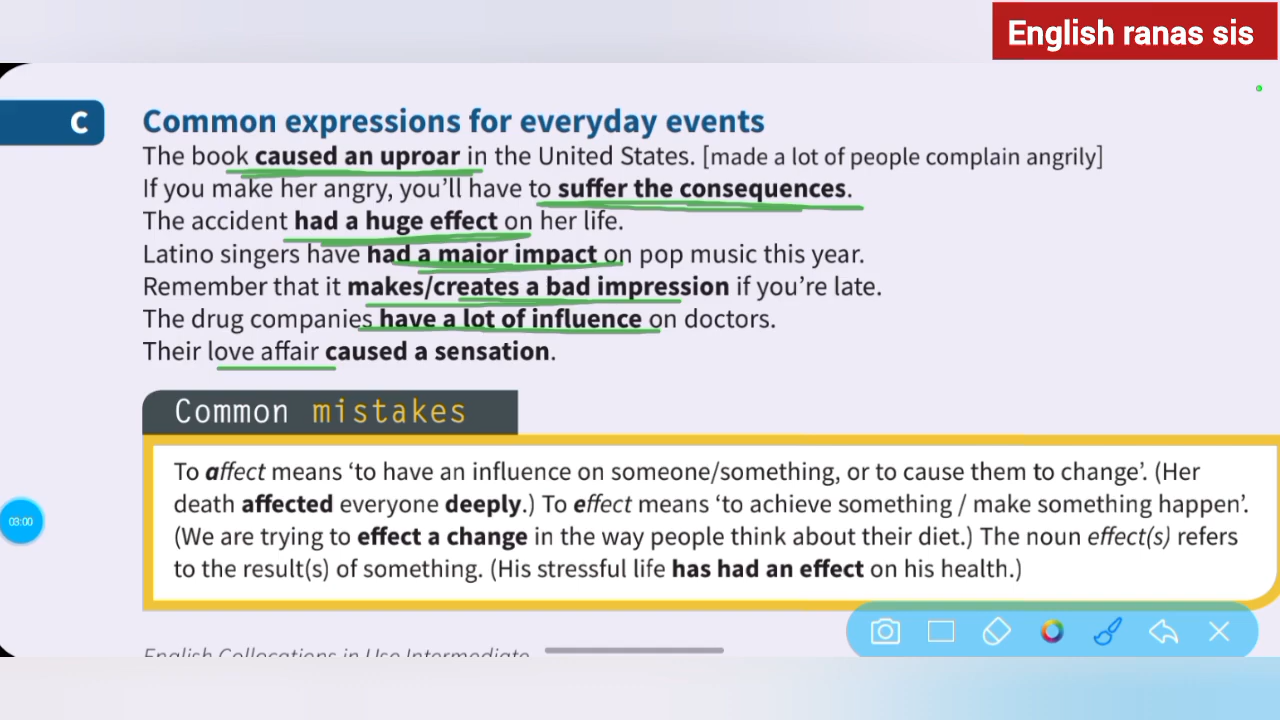 English ranas sis
C
Common expressions for everyday events
The book caused an uproar in the United States. [made a lot of people complain angrily]
If you make her angry, you’ll have to suffer the consequences.
The accident had a huge effect on her life.
Latino singers have had a major impact on pop music this year.
Remember that it makes/creates a bad impression if you’re late.
The drug companies have a lot of influence on doctors.
Their love affair caused a sensation.
Common mistakes
To affect means ‘to have an influence on someone/something, or to cause them to change’. (Her
death affected everyone deeply.) To effect means ‘to achieve something / make something happen’.
(We are trying to effect a change in the way people think about their diet.) The noun effect(s) refers
to the result(s) of something. (His stressful life has had an effect on his health.)
03:00
English Collocations in Use Intermediate